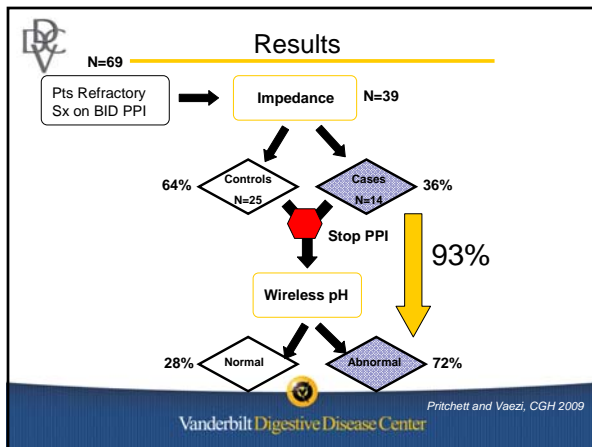 DDCV
Results
N=69
Pts Refractory
Sx on BID PPI
Impedance
N=39
64%
Controls
N=25
Cases
N=14
36%
Stop PPI
93%
Wireless pH
28%
Normal
Abnormal
72%
Pritchett and Vaezi, CGH 2009
Vanderbilt Digestive Disease Center